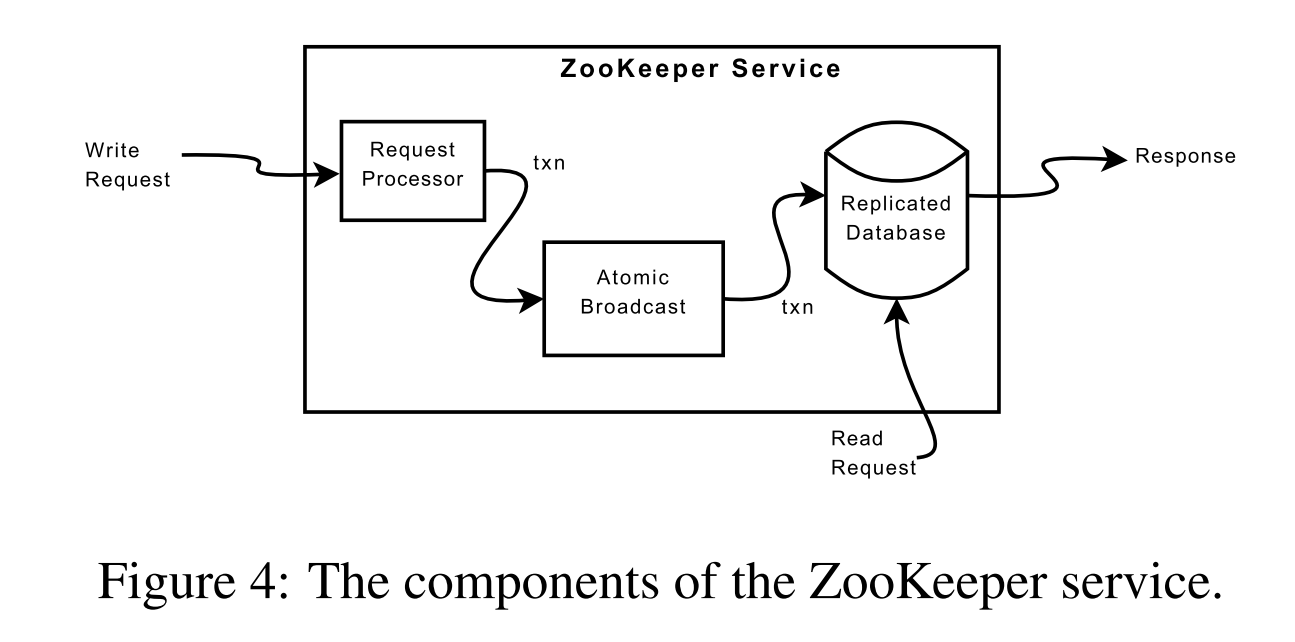 ZooKeeper Service
Write
Request
Request
Processor
txn
Atomic
Broadcast
txn
Replicated
Database
Response
Read
Request
Figure 4: The components of the ZooKeeper service.